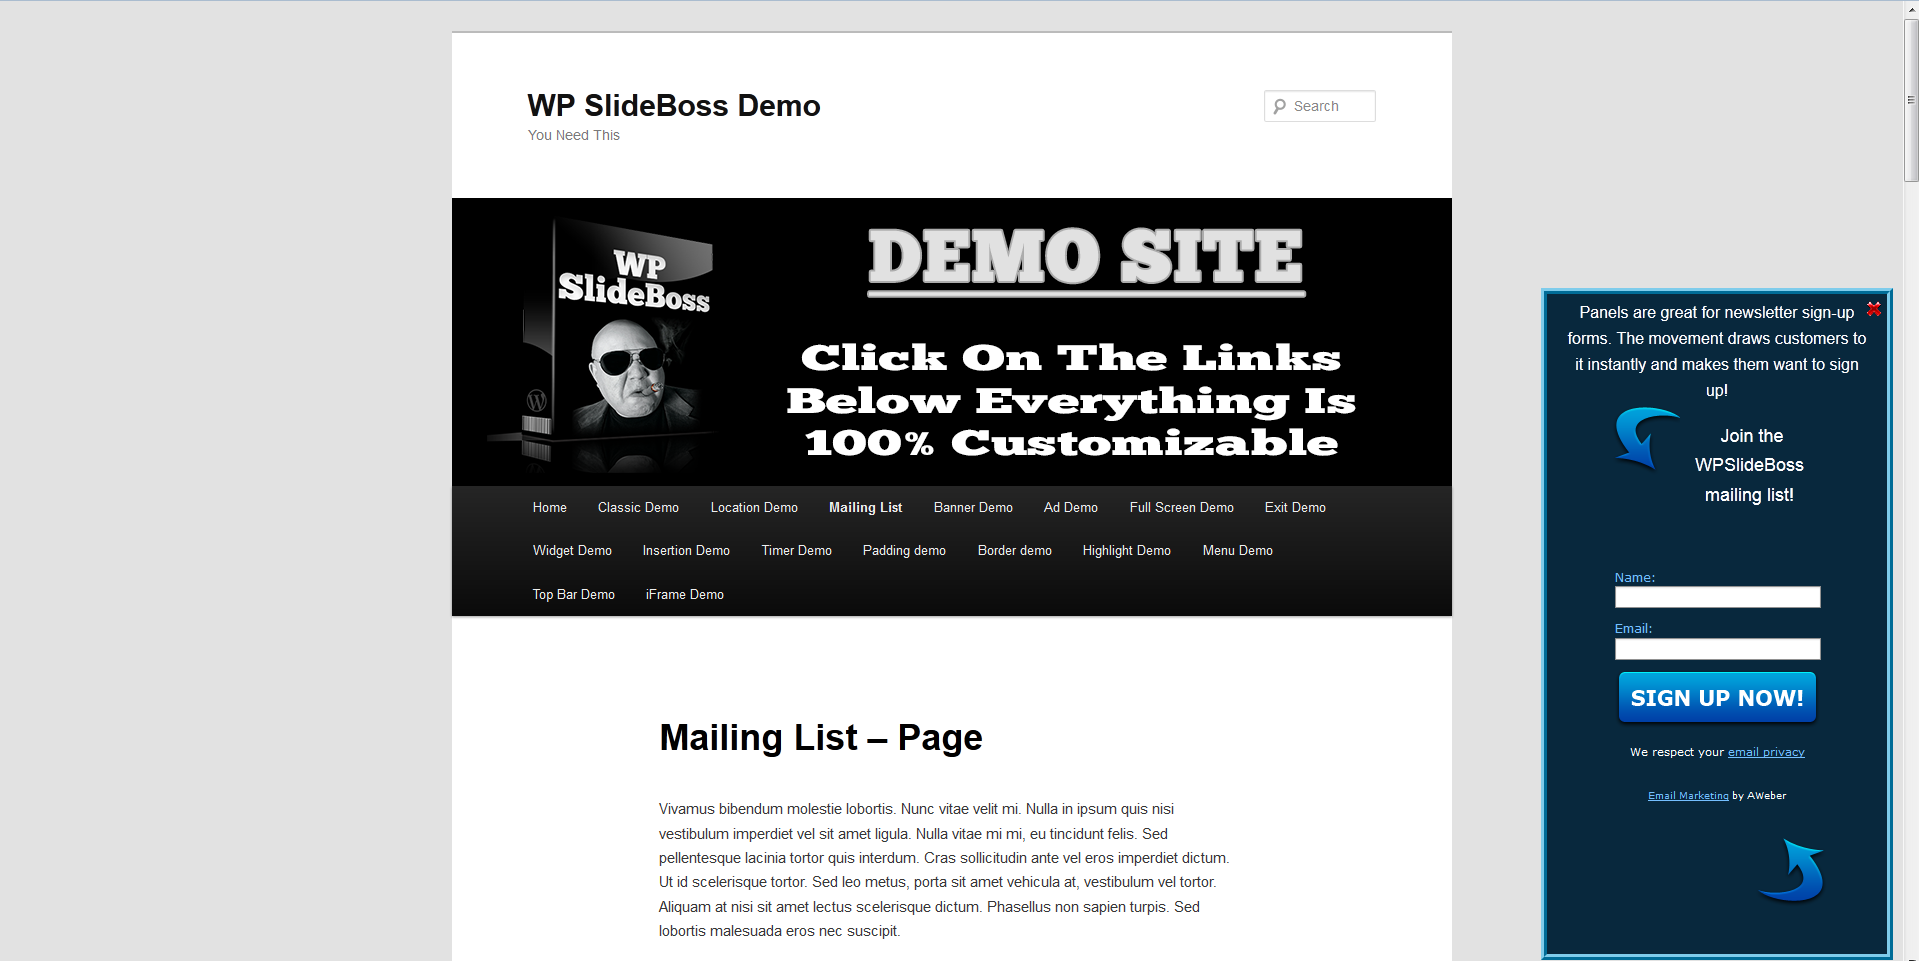 WP SlideBoss Demo
You Need This
Search
WP
SlideBoss
DEMO SITE
Click On The Links
Below Everything Is
100% Customizable
Home Classic Demo Location Demo Mailing List Banner Demo Ad Demo Full Screen Demo Exit Demo
Widget Demo Insertion Demo Timer Demo Padding demo Border demo Highlight Demo Menu Demo
Top Bar Demo iFrame Demo
Mailing List – Page
Vivamus bibendum molestie lobortis. Nunc vitae velit mi. Nulla in ipsum quis nisi
vestibulum imperdiet vel sit amet ligula. Nulla vitae mi mi, eu tincidunt felis. Sed
pellentesque lacinia tortor quis interdum. Cras sollicitudin ante vel eros imperdiet dictum.
Ut id scelerisque tortor. Sed leo metus, porta sit amet vehicula at, vestibulum vel tortor.
Aliquam at nisi sit amet lectus scelerisque dictum. Phasellus non sapien turpis. Sed
lobortis malesuada eros nec suscipit.
Panels are great for newsletter sign-up
forms. The movement draws customers to
it instantly and makes them want to sign
up!
Join the
WPSlideBoss
mailing list!
Name:
Email:
SIGN UP NOW!
We respect your email privacy
Email Marketing by AWeber